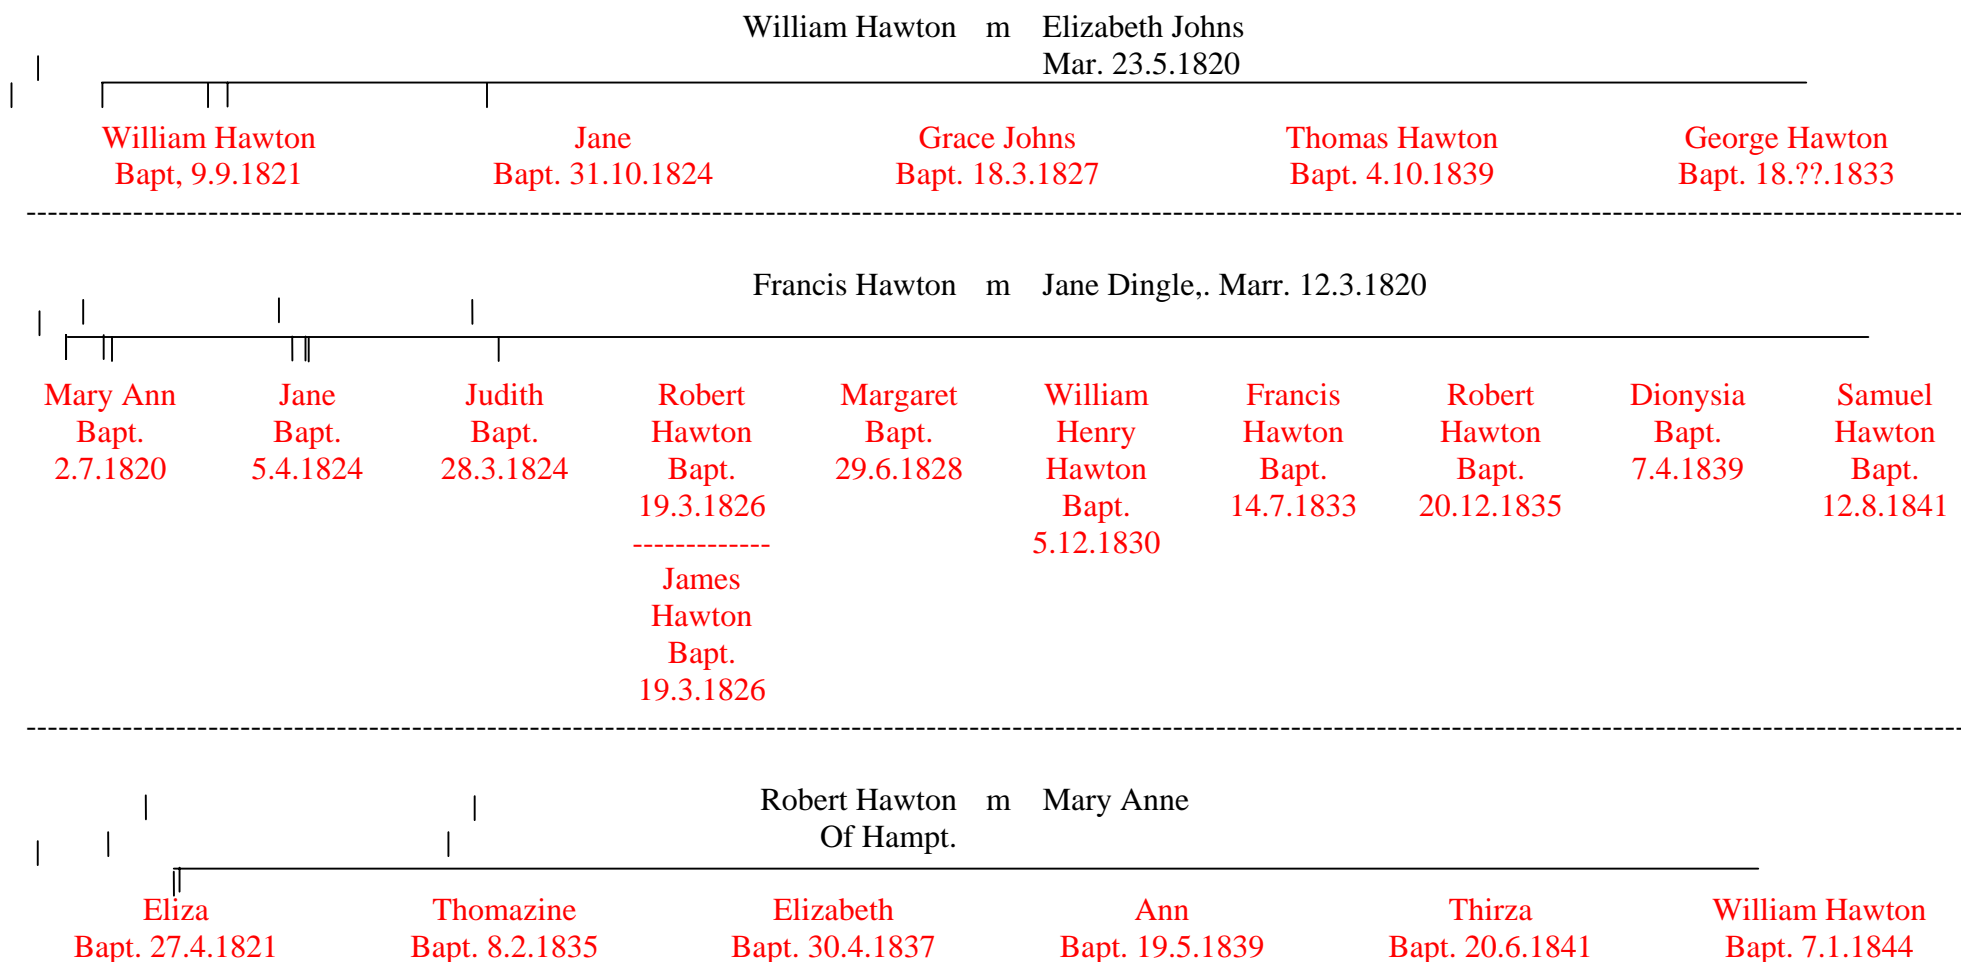 William Hawton m Elizabeth Johns
Mar. 23.5.1820
William Hawton Jane Grace Johns Thomas Hawton George Hawton
Bapt, 9.9.1821 Bapt. 31.10.1824 Bapt. 18.3.1827 Bapt. 4.10.1839 Bapt. 18.??.1833
Francis Hawton m Jane Dingle,. Marr. 12.3.1820
Mary Ann Jane Judith Robert Margaret William Francis Robert Dionysia Samuel
Bapt. Bapt. Bapt. Hawton Bapt. Henry Hawton Hawton Bapt. Hawton
2.7.1820 5.4.1824 28.3.1824 Bapt. 29.6.1828 Hawton Bapt. Bapt. 7.4.1839 Bapt.
19.3.1826 Bapt. 14.7.1833 20.12.1835 12.8.1841
------------- 5.12.1830
James
Hawton
Bapt.
19.3.1826
Robert Hawton m Mary Anne
Of Hampt.
Eliza Thomazine Elizabeth Ann Thirza William Hawton
Bapt. 27.4.1821 Bapt. 8.2.1835 Bapt. 30.4.1837 Bapt. 19.5.1839 Bapt. 20.6.1841 Bapt. 7.1.1844